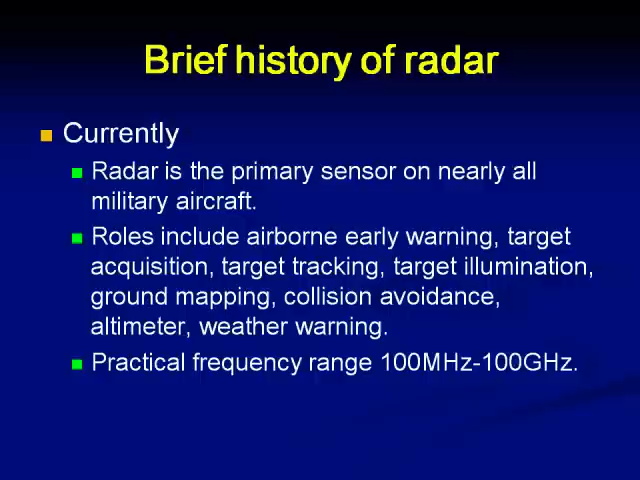 Brief history of radar
Currently
Radar is the primary sensor on nearly all
military aircraft.
Roles include airborne early warning, target
acquisition, target tracking, target illumination,
ground mapping, collision avoidance,
altimeter, weather warning.
Practical frequency range 100MHz-100GHz.